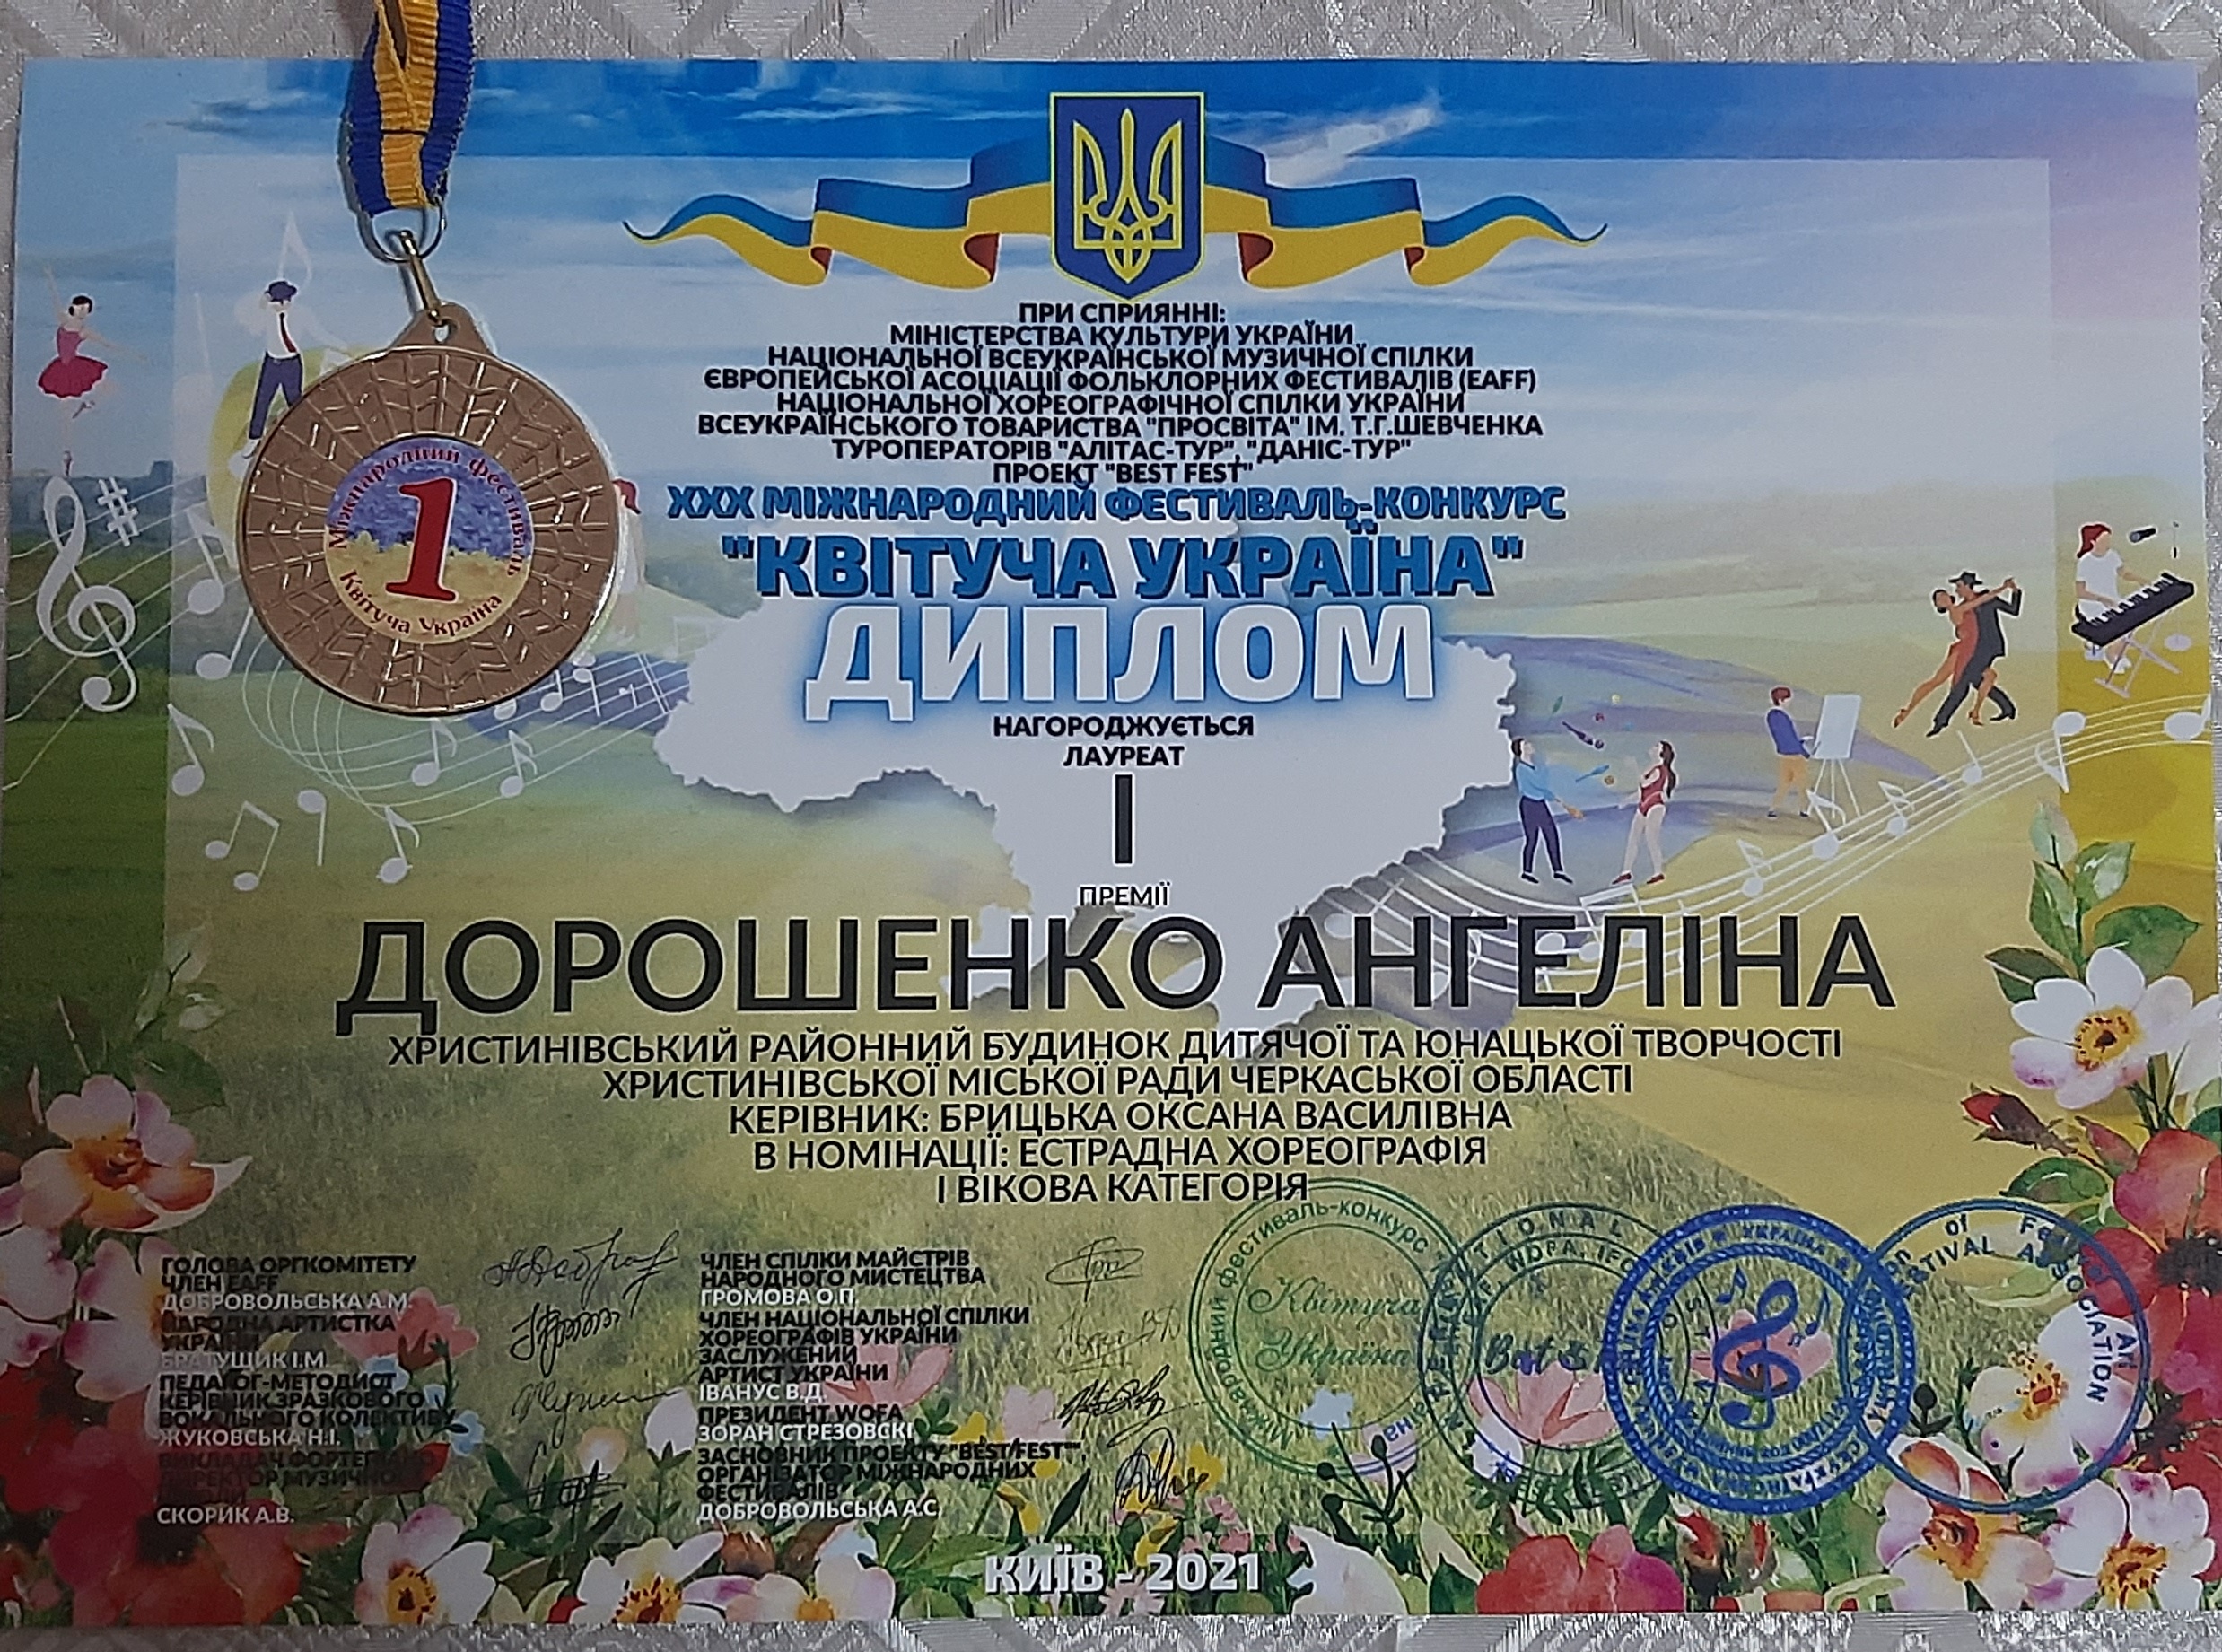 ПРИ СПРИЯННІ:
МІНІСТЕРСТВА КУЛЬТУРИ УКРАЇНИ
НАЦІОНАЛЬНОЇ ВСЕУКРАЇНСЬКОЇ МУЗИЧНОЇ СПІЛКИ
ЄВРОПЕЙСЬКОЇ АСОЦІАЦІЇ ФОЛЬКЛОРНИХ ФЕСТИВАЛІВ (EAFF)
НАЦІОНАЛЬНОЇ ХОРЕОГРАФІЧНОЇ СПІЛКИ УКРАЇНИ
ВСЕУКРАЇНСЬКОГО ТОВАРИСТВА "ПРОСВІТА" ІМ. Т.Г.ШЕВЧЕНКА
ТУРОПЕРАТОРІВ "АЛІТАС-ТУР", "ДАНІС-ТУР"
ПРОЕКТ "BEST FEST"
XXX МІЖНАРОДНИЙ ФЕСТИВАЛЬ-КОНКУРС
"КВІТУЧА УКРАЇНА"
ДИПЛОМ
НАГОРОДЖУЄТЬСЯ
ЛАУРЕАТ
І
ПРЕМІЇ
Міжнародний Фестиваль
1
Квітуча Україна
ДОРОШЕНКО АНГЕЛІНА
ХРИСТИНІВСЬКИЙ РАЙОННИЙ БУДИНОК ДИТЯЧОЇ ТА ЮНАЦЬКОЇ ТВОРЧОСТІ
ХРИСТИНІВСЬКОЇ МІСЬКОЇ РАДИ ЧЕРКАСЬКОЇ ОБЛАСТІ
КЕРІВНИК: БРИЦЬКА ОКСАНА ВАСИЛІВНА
В НОМІНАЦІЇ: ЕСТРАДНА ХОРЕОГРАФІЯ
І ВІКОВА КАТЕГОРІЯ
ГОЛОВА ОРГКОМІТЕТУ
ЧЛЕН EAFF
ДОБРОВОЛЬСЬКА А.М.
НАРОДНА АРТИСТКА
УКРАЇНИ
БРАТУЩИК І.М.
ПЕДАГОГ-МЕТОДИСТ
КЕРІВНИК ЗРАЗКОВОГО
ВОКАЛЬНОГО КОЛЕКТИВУ
ЖУКОВСЬКА Н.І.
ВИКЛАДАЧ ФОРТЕПІАНО
ДИРЕКТОР МУЗИЧНОЇ
СКОРИК А.В.
ЧЛЕН СПІЛКИ МАЙСТРІВ
НАРОДНОГО МИСТЕЦТВА
ГРОМОВА О.П.
ЧЛЕН НАЦІОНАЛЬНОЇ СПІЛКИ
ХОРЕОГРАФІВ УКРАЇНИ
ЗАСЛУЖЕНИЙ
АРТИСТ УКРАЇНИ
ІВАНУС В.Д.
ПРЕЗИДЕНТ WOFA
ЗОРАН СТРЕЗОВСКІ
ЗАСНОВНИК ПРОЕКТУ "BEST FEST"",
ОРГАНІЗАТОР МІЖНАРОДНИХ
ФЕСТИВАЛІВ
ДОБРОВОЛЬСЬКА А.С.
Міжнародний фестиваль-конкурс
Квітуча
Україна
FESTIVAL ASSOCIATION
КИЇВ - 2021